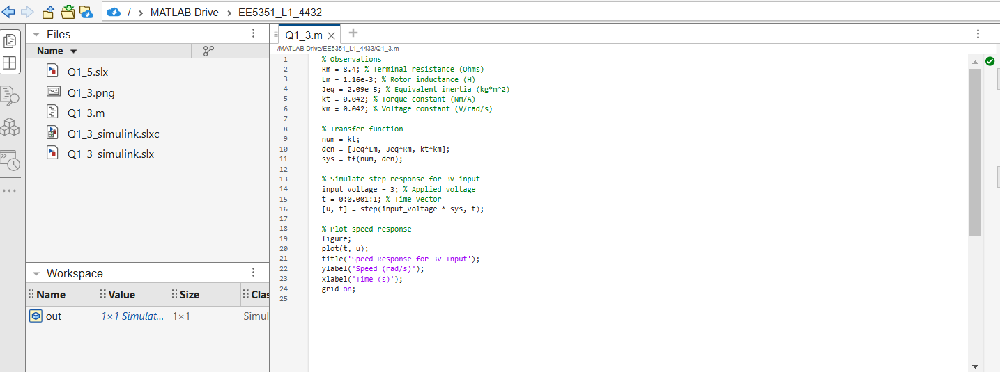 / › MATLAB Drive › EE5351_L1_4432
Files
Name
Q1_5.slx
Q1_3.png
Q1_3.m
Q1_3_simulink.slxc
Q1_3_simulink.slx
Workspace
Name Value Size Clas
out 1×1 Simulat... 1×1 Simul
Q1_3.m
/MATLAB Drive/EE5351_L1_4433/Q1_3.m
1 % Observations
2 Rm = 8.4; % Terminal resistance (Ohms)
3 Lm = 1.16e-3; % Rotor inductance (H)
4 Jeq = 2.09e-5; % Equivalent inertia (kg*m^2)
5 kt = 0.042; % Torque constant (Nm/A)
6 km = 0.042; % Voltage constant (V/rad/s)
7
8 % Transfer function
9 num = kt;
10 den = [Jeq*Lm, Jeq*Rm, kt*km];
11 sys = tf(num, den);
12
13 % Simulate step response for 3V input
14 input_voltage = 3; % Applied voltage
15 t = 0:0.001:1; % Time vector
16 [u, t] = step(input_voltage * sys, t);
17
18 % Plot speed response
19 figure;
20 plot(t, u);
21 title('Speed Response for 3V Input');
22 ylabel('Speed (rad/s)');
23 xlabel('Time (s)');
24 grid on;
25